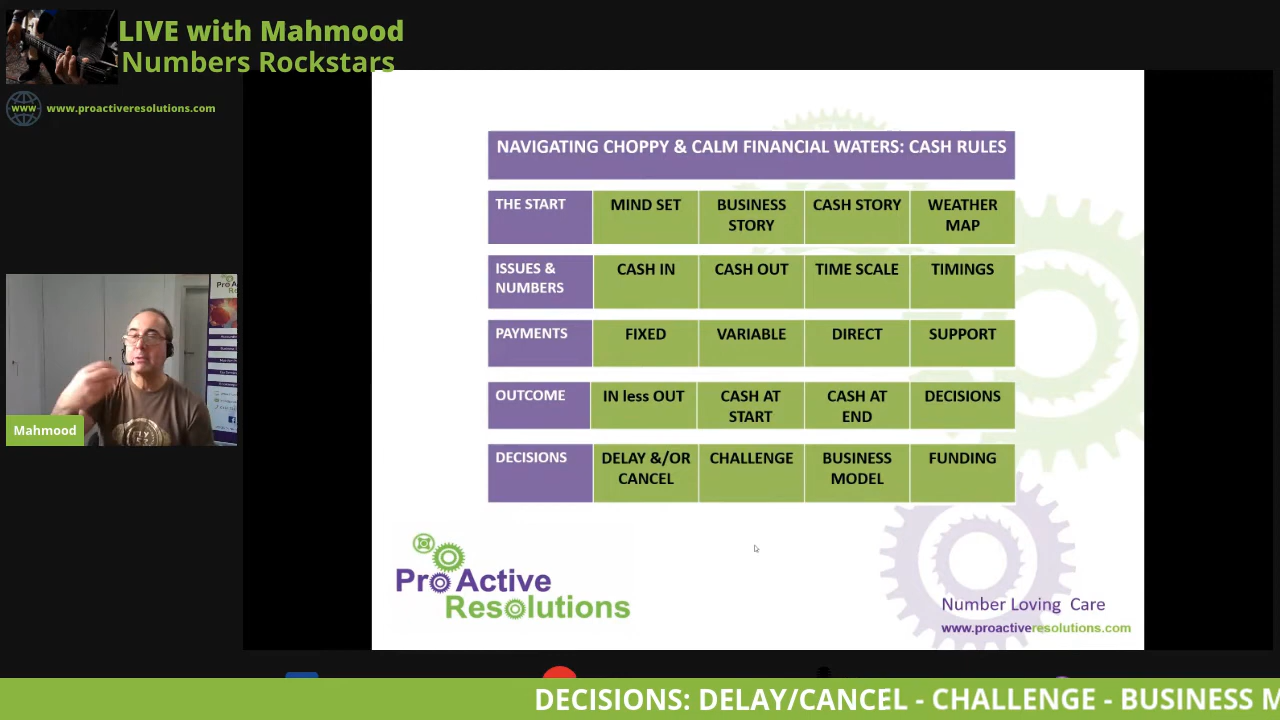 LIVE with Mahmood
Numbers Rockstars
www
www.proactiveresolutions.com
NAVIGATING CHOPPY & CALM FINANCIAL WATERS: CASH RULES
THE START
MIND SET
BUSINESS
STORY
CASH STORY
WEATHER
MAP
ISSUES &
NUMBERS
CASH IN
CASH OUT
TIME SCALE
TIMINGS
PAYMENTS
FIXED
VARIABLE
DIRECT
SUPPORT
OUTCOME
IN less OUT
CASH AT
START
CASH AT
END
DECISIONS
DECISIONS
DELAY &/OR
CANCEL
CHALLENGE
BUSINESS
MODEL
FUNDING
Mahmood
ProActive
Resolutions
Number Loving Care
www.proactiveresolutions.com
DECISIONS: DELAY/CANCEL - CHALLENGE - BUSINESS M